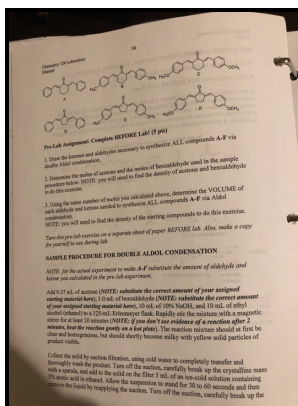 38
Chemistry 226 Laboratory
Manual
O
O
O
H₃C
CH₃
H₃CO
OCH₃
A
B
C
O
O
O
H₃C
CH₃
H₃CO
OCH₃
D
E
F
Pre-Lab Assignment: Complete BEFORE Lab! (5 pts)
1. Draw the ketones and aldehydes necessary to synthesize ALL compounds A-F via
double Aldol condensation.
2. Determine the moles of acetone and the moles of benzaldehyde used in the sample
procedure below. NOTE: you will need to find the density of acetone and benzaldehyde
to do this exercise.
3. Using the same number of moles you calculated above, determine the VOLUME of
each aldehyde and ketone needed to synthesize ALL compounds A-F via Aldol
condensation.
NOTE: you will need to find the density of the starting compounds to do this exercise.
Turn this pre-lab exercise on a separate sheet of paper BEFORE lab. Also, make a copy
for yourself to use during lab.
SAMPLE PROCEDURE FOR DOUBLE ALDOL CONDENSATION
NOTE: for the actual experiment to make A-F substitute the amount of aldehyde and
ketone you calculated in the pre-lab experiment.
Add 0.37 mL of acetone (NOTE: substitute the correct amount of your assigned
starting material here), 1.0 mL of benzaldehyde (NOTE: substitute the correct amount
of your assigned starting material here), 10 mL of 10% NaOH, and 10 mL of ethyl
alcohol (ethanol) to a 125-mL Erlenmeyer flask. Rapidly stir the mixture with a magnetic
stirrer for at least 20 minutes (NOTE: if you don't see evidence of a reaction after 2
minutes, heat the reaction gently on a hot plate). The reaction mixture should at first be
clear and homogeneous, but should shortly become milky with yellow solid particles of
product visible.
Collect the solid by suction filtration, using cold water to completely transfer and
thoroughly wash the product. Turn off the suction, carefully break up the crystalline mass
with a spatula, and add to the solid on the filter 5 mL of an ice-cold solution containing
5% acetic acid in ethanol. Allow the suspension to stand for 30 to 60 seconds and then
remove the liquid by reapplying the suction. Turn off the suction, carefully break up the